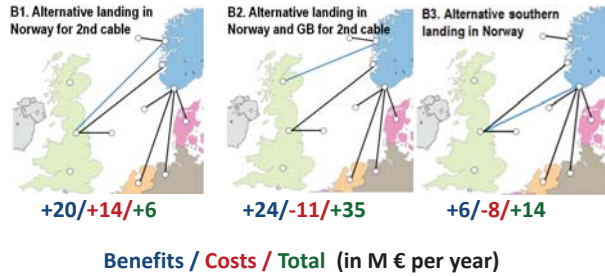 B1. Alternative landing in
Norway for 2nd cable
B2. Alternative landing in
Norway and GB for 2nd cable
B3. Alternative southern
landing in Norway
+20/+14/+6
+24/-11/+35
+6/-8/+14
Benefits / Costs / Total (in M € per year)